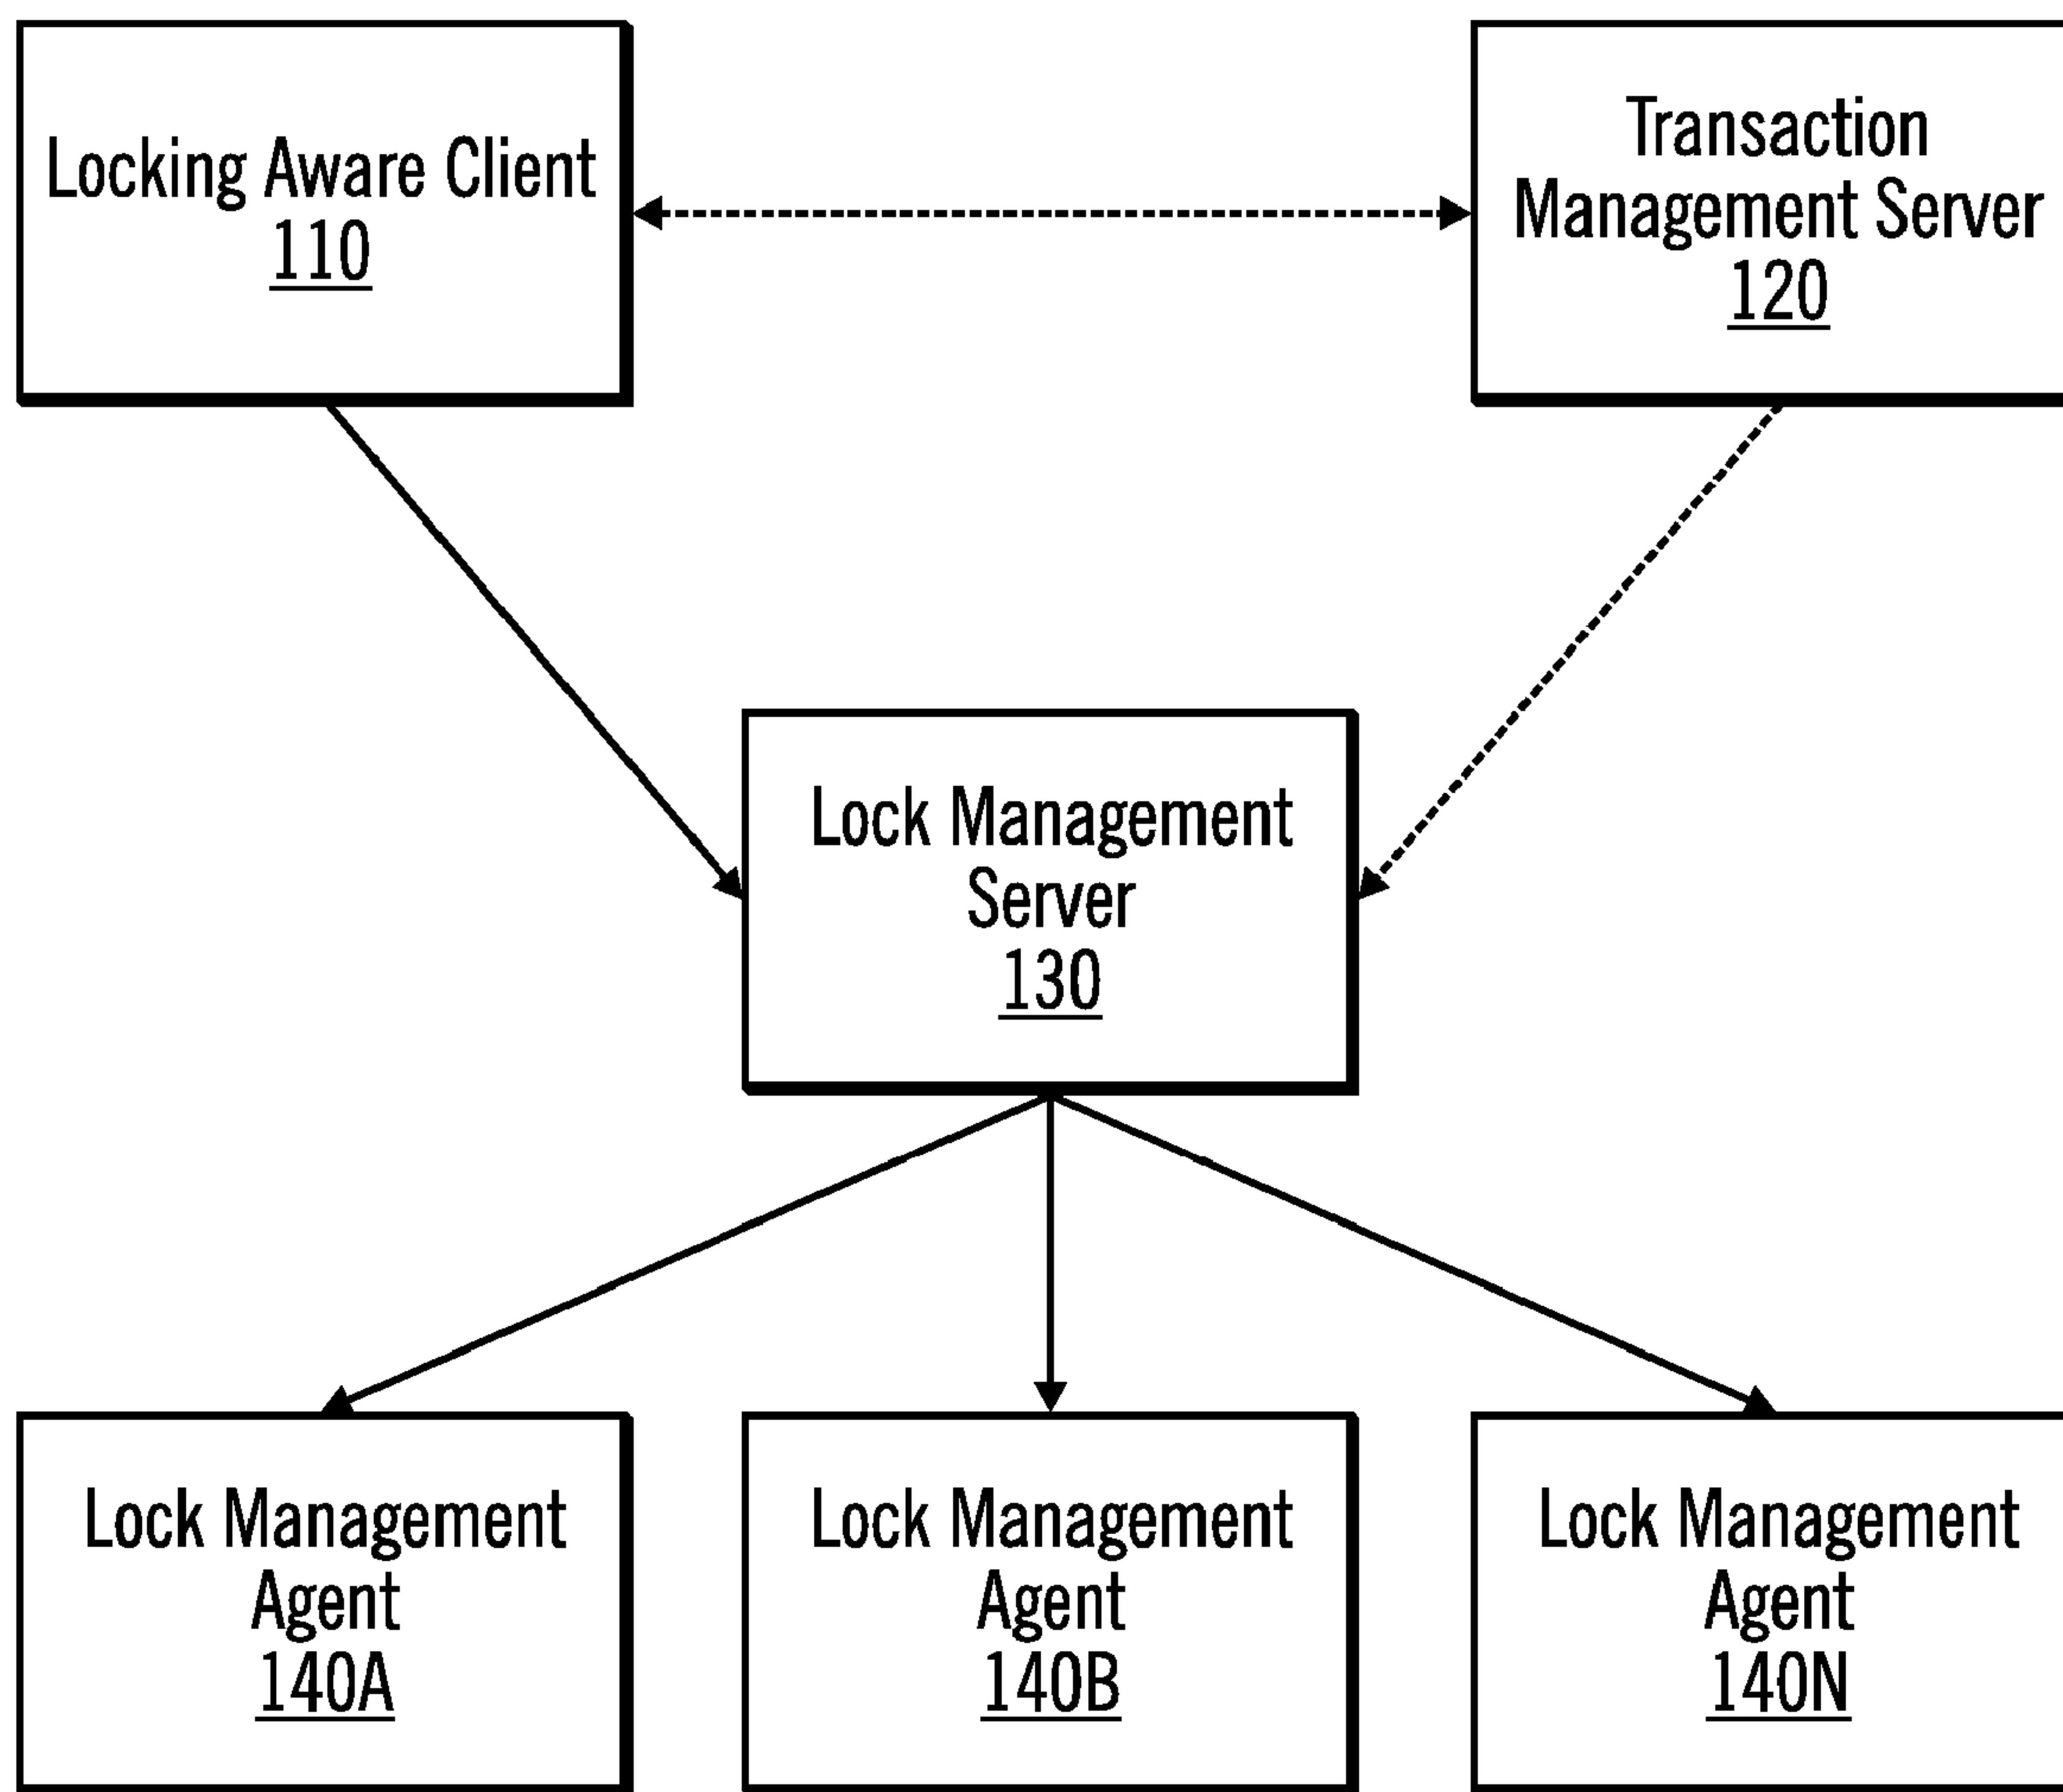 Locking Aware Client
110
Transaction
Management Server
120
Lock Management
Server
130
Lock Management
Agent
140A
Lock Management
Agent
140B
Lock Management
Agent
140N